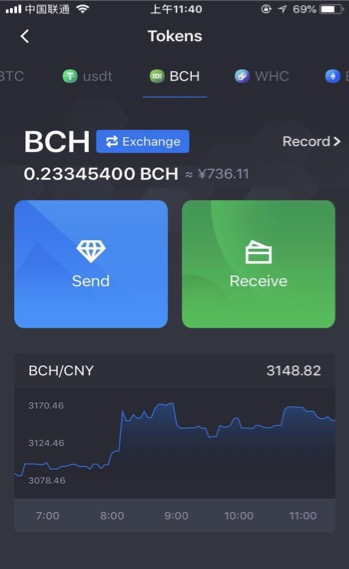 中国联通 上午11:40 69%
Tokens
BTC usdt BCH WHC
BCH Exchange Record >
0.23345400 BCH ≈ ¥736.11
Send Receive
BCH/CNY 3148.82
3170.46
3124.46
3078.46
7:00 8:00 9:00 10:00 11:00